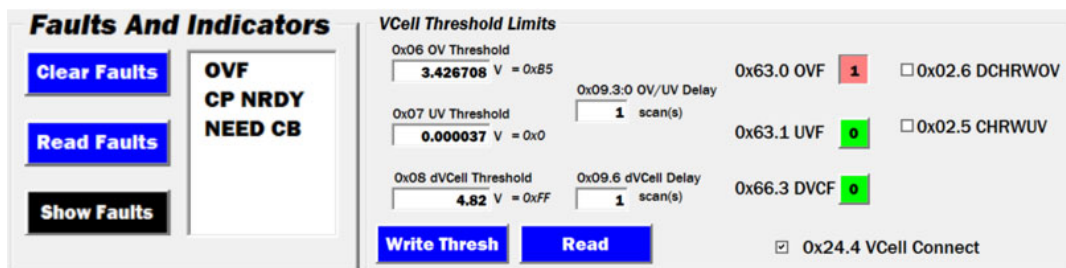 Faults And Indicators
Clear Faults
Read Faults
Show Faults
OVF
CP NRDY
NEED CB
VCell Threshold Limits
0x06 OV Threshold
3.426708 V = 0xB5
0x07 UV Threshold
0.000037 V = 0x0
0x08 dVCell Threshold
4.82 V = 0xFF
0x09.3:0 OV/UV Delay
1 scan(s)
0x09.6 dVCell Delay
1 scan(s)
Write Thresh
Read
0x63.0 OVF 1
0x63.1 UVF 0
0x66.3 DVCF 0
0x02.6 DCHRWOV
0x02.5 CHRWUV
0x24.4 VCell Connect